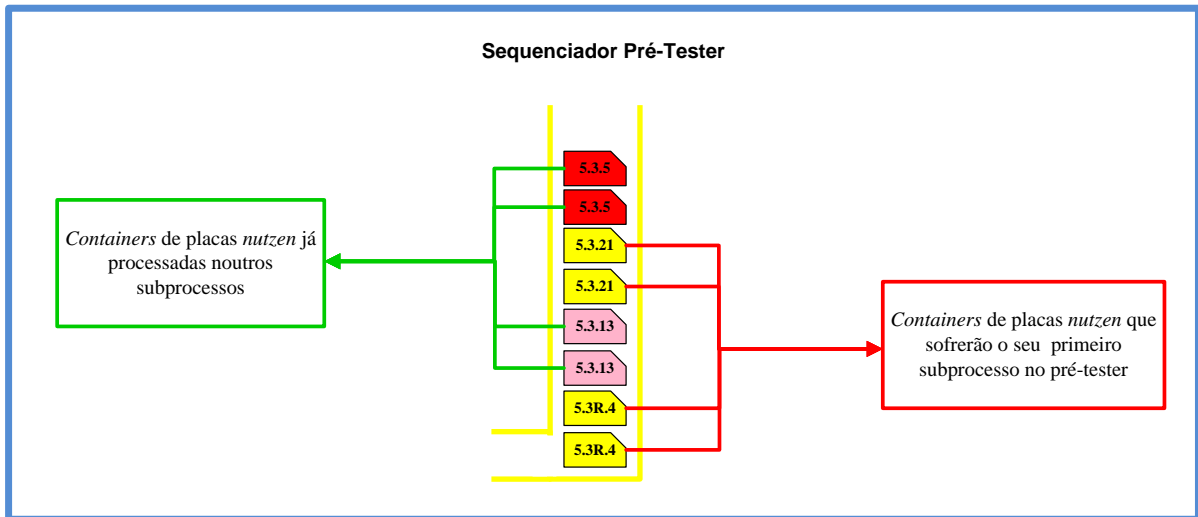 Sequenciador Pré-Tester
5.3.5
5.3.5
5.3.21
5.3.21
5.3.13
5.3.13
5.3R.4
5.3R.4
Containers de placas nutzen já
processadas noutros
subprocessos
Containers de placas nutzen que
sofrerão o seu primeiro
subprocesso no pré-tester